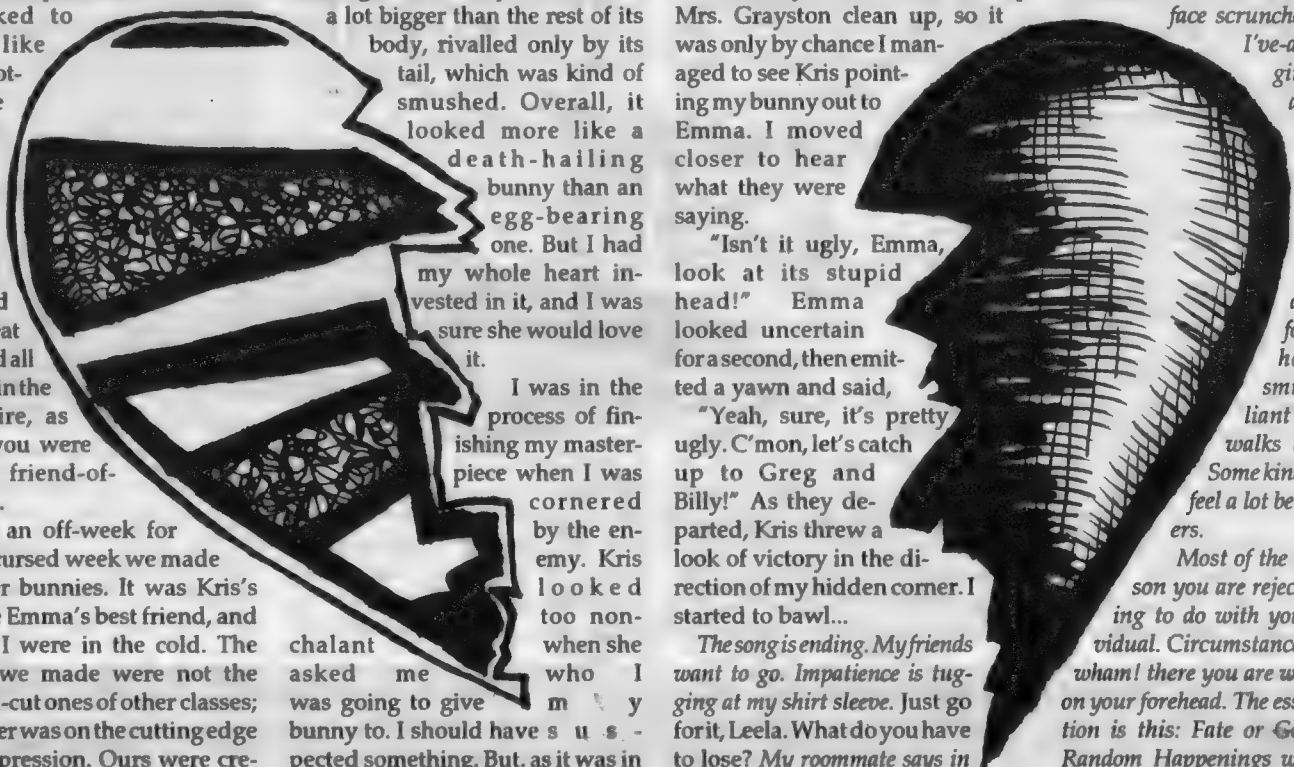 ked to
like
ot-
e
d
at
d all
in the
ire, as
you were
friend-of-
.
an off-week for
cursed week we made
r bunnies. It was Kris's
e Emma's best friend, and
I were in the cold. The
we made were not the
-cut ones of other classes;
er was on the cutting edge
pression. Ours were cre-
a lot bigger than the rest of its
body, rivalled only by its
tail, which was kind of
smushed. Overall, it
looked more like a
death-hailing
bunny than an
egg-bearing
one. But I had
my whole heart in-
vested in it, and I was
sure she would love
it.
I was in the
process of fin-
ishing my master-
piece when I was
cornered
by the en-
emy. Kris
looked
too non-
chalant when she
asked me who I
was going to give my
bunny to. I should have sus-
pected something. But, as it was in
Mrs. Grayston clean up, so it
was only by chance I man-
aged to see Kris point-
ing my bunny out to
Emma. I moved
closer to hear
what they were
saying.
"Isn't it ugly, Emma,
look at its stupid
head!" Emma
looked uncertain
for a second, then emit-
ted a yawn and said,
"Yeah, sure, it's pretty
ugly. C'mon, let's catch
up to Greg and
Billy!" As they de-
parted, Kris threw a
look of victory in the di-
rection of my hidden corner. I
started to bawl...
The song is ending. My friends
want to go. Impatience is tug-
ging at my shirt sleeve. Just go
for it, Leela. What do you have
to lose? My roommate says in
face scrunche
I've-a
gi
a
fo
ha
smi
liant
walks
Some kin
feel a lot be
ers.
Most of the
son you are rejec
ing to do with you
vidual. Circumstance
wham! there you are w
on your forehead. The ess
tion is this: Fate or Go
Random Happenings w